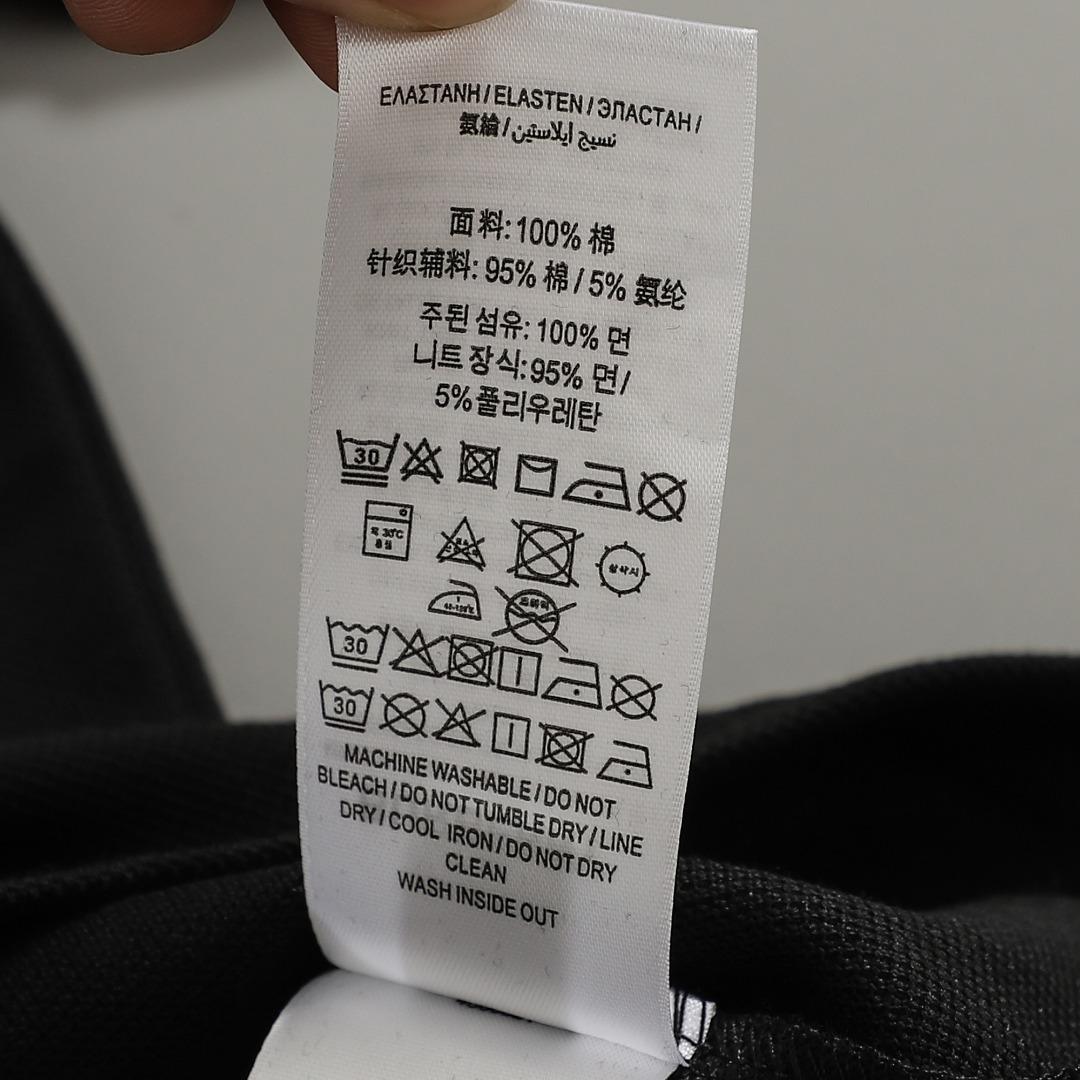 ΕΛΑΣΤΑΝΗ / ELASTEN / ЭЛАСТАН /
氨綸 / نسيج ايلاستين
面料: 100% 棉
针织辅料: 95% 棉 / 5% 氨纶
주된 섬유: 100% 면
니트 장식: 95% 면 /
5% 폴리우레탄
30
30
30
MACHINE WASHABLE / DO NOT
BLEACH / DO NOT TUMBLE DRY / LINE
DRY / COOL IRON / DO NOT DRY
CLEAN
WASH INSIDE OUT